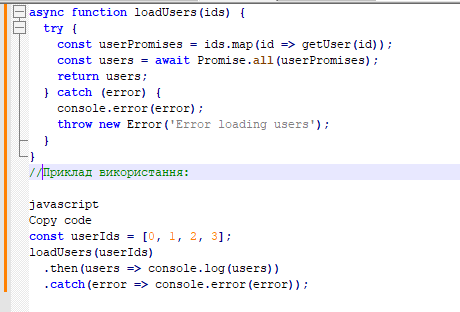 async function loadUsers(ids) {
  try {
    const userPromises = ids.map(id => getUser(id));
    const users = await Promise.all(userPromises);
    return users;
  } catch (error) {
    console.error(error);
    throw new Error('Error loading users');
  }
}
//Приклад використання:

javascript
Copy code
const userIds = [0, 1, 2, 3];
loadUsers(userIds)
  .then(users => console.log(users))
  .catch(error => console.error(error));